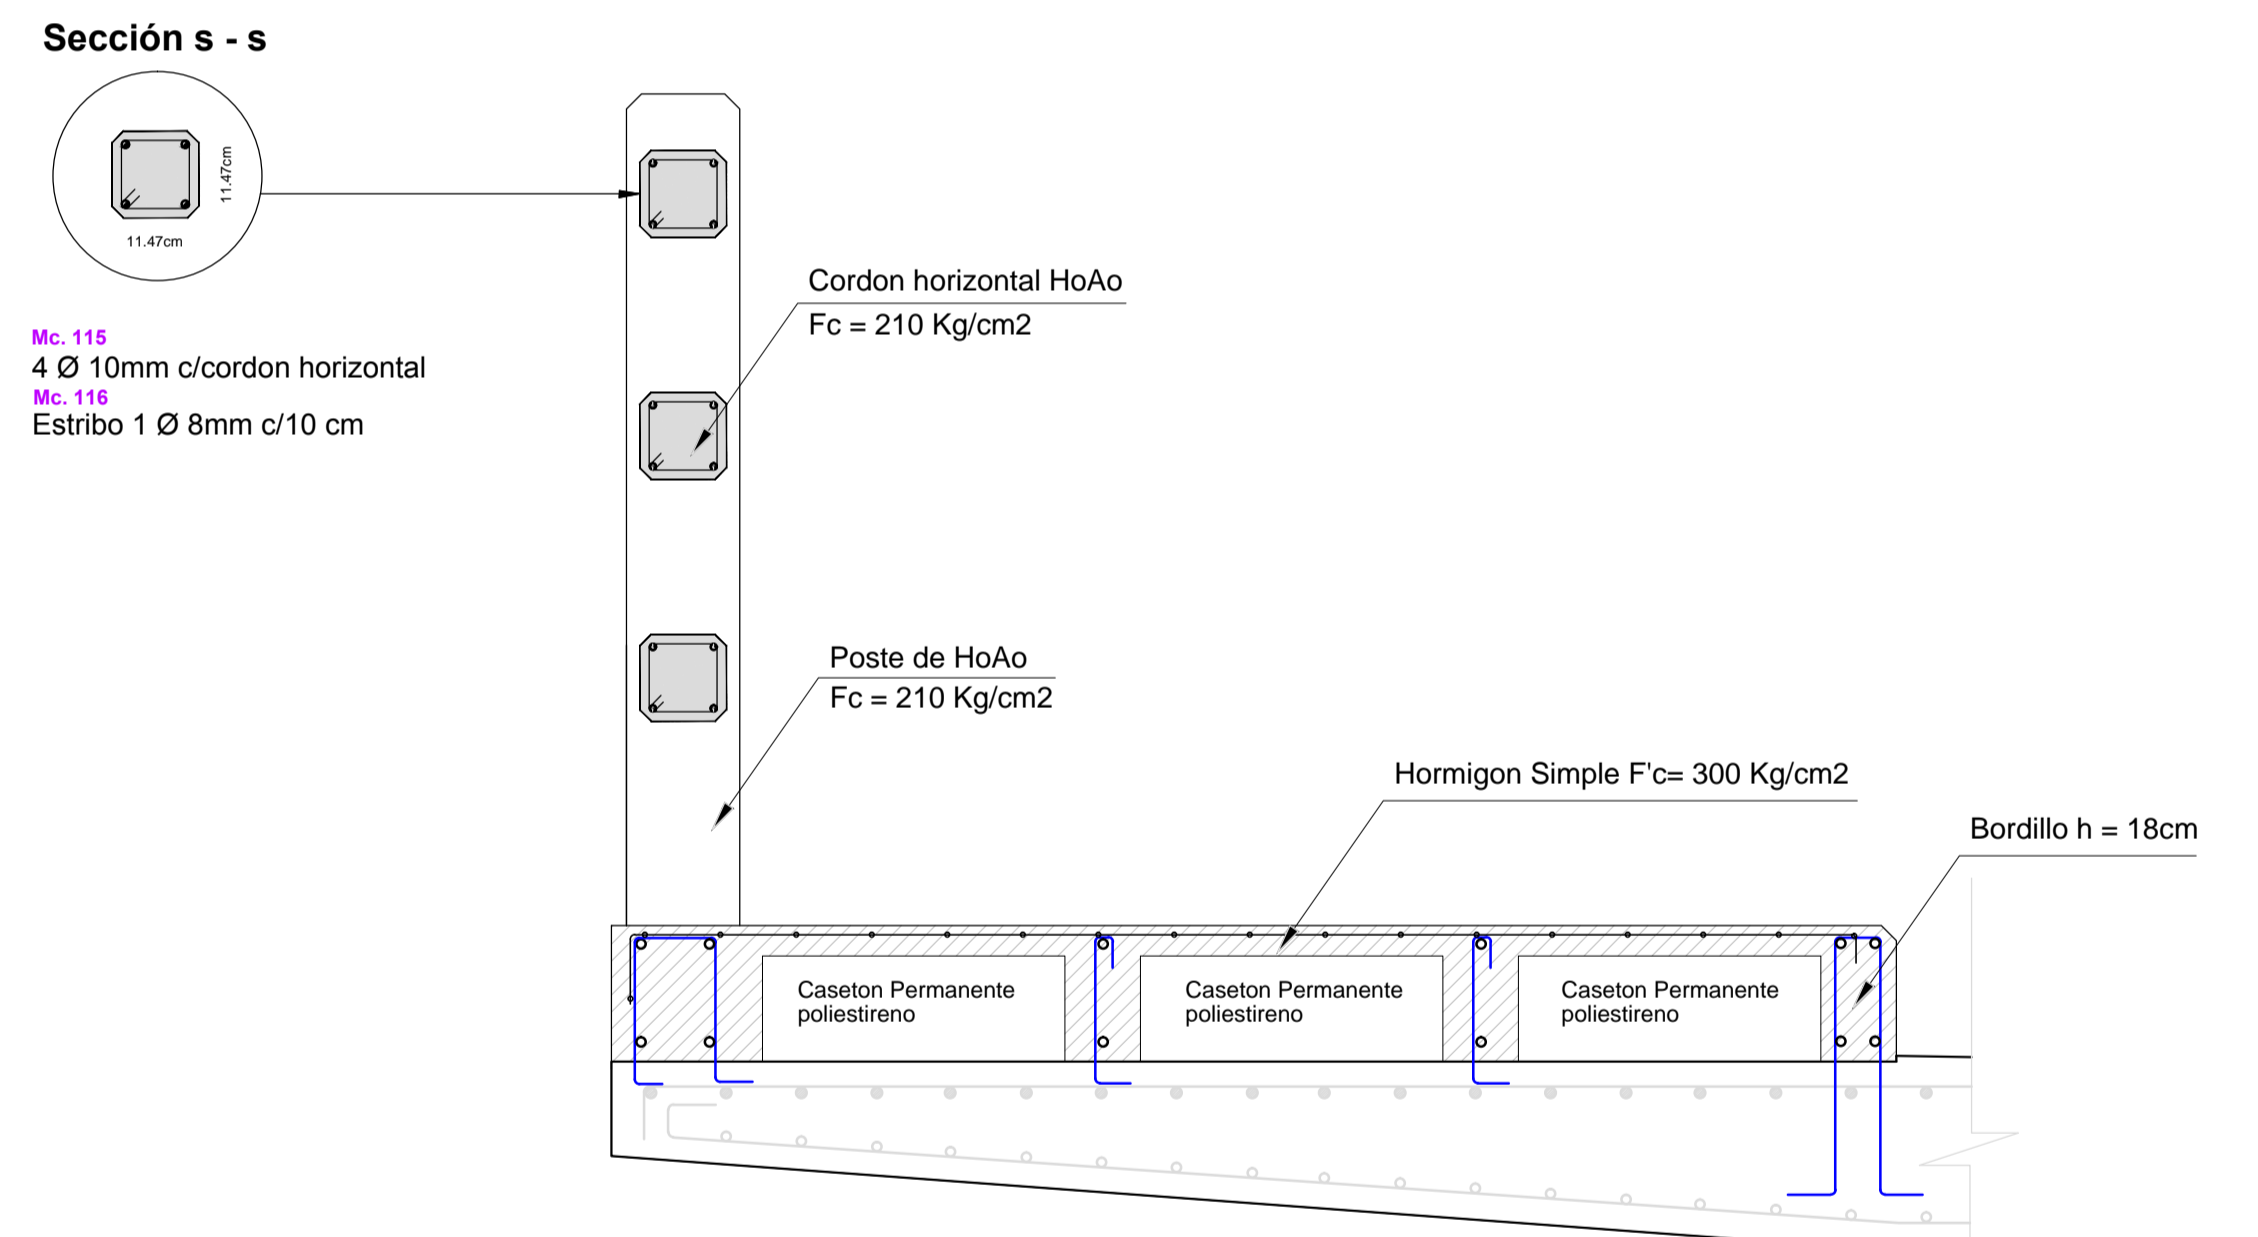 Sección s - s
11.47cm
11.47cm
Mc. 115
4 Ø 10mm c/cordon horizontal
Mc. 116
Estribo 1 Ø 8mm c/10 cm
Cordon horizontal HoAo
Fc = 210 Kg/cm2
Poste de HoAo
Fc = 210 Kg/cm2
Hormigon Simple F'c= 300 Kg/cm2
Bordillo h = 18cm
Caseton Permanente
poliestireno
Caseton Permanente
poliestireno
Caseton Permanente
poliestireno